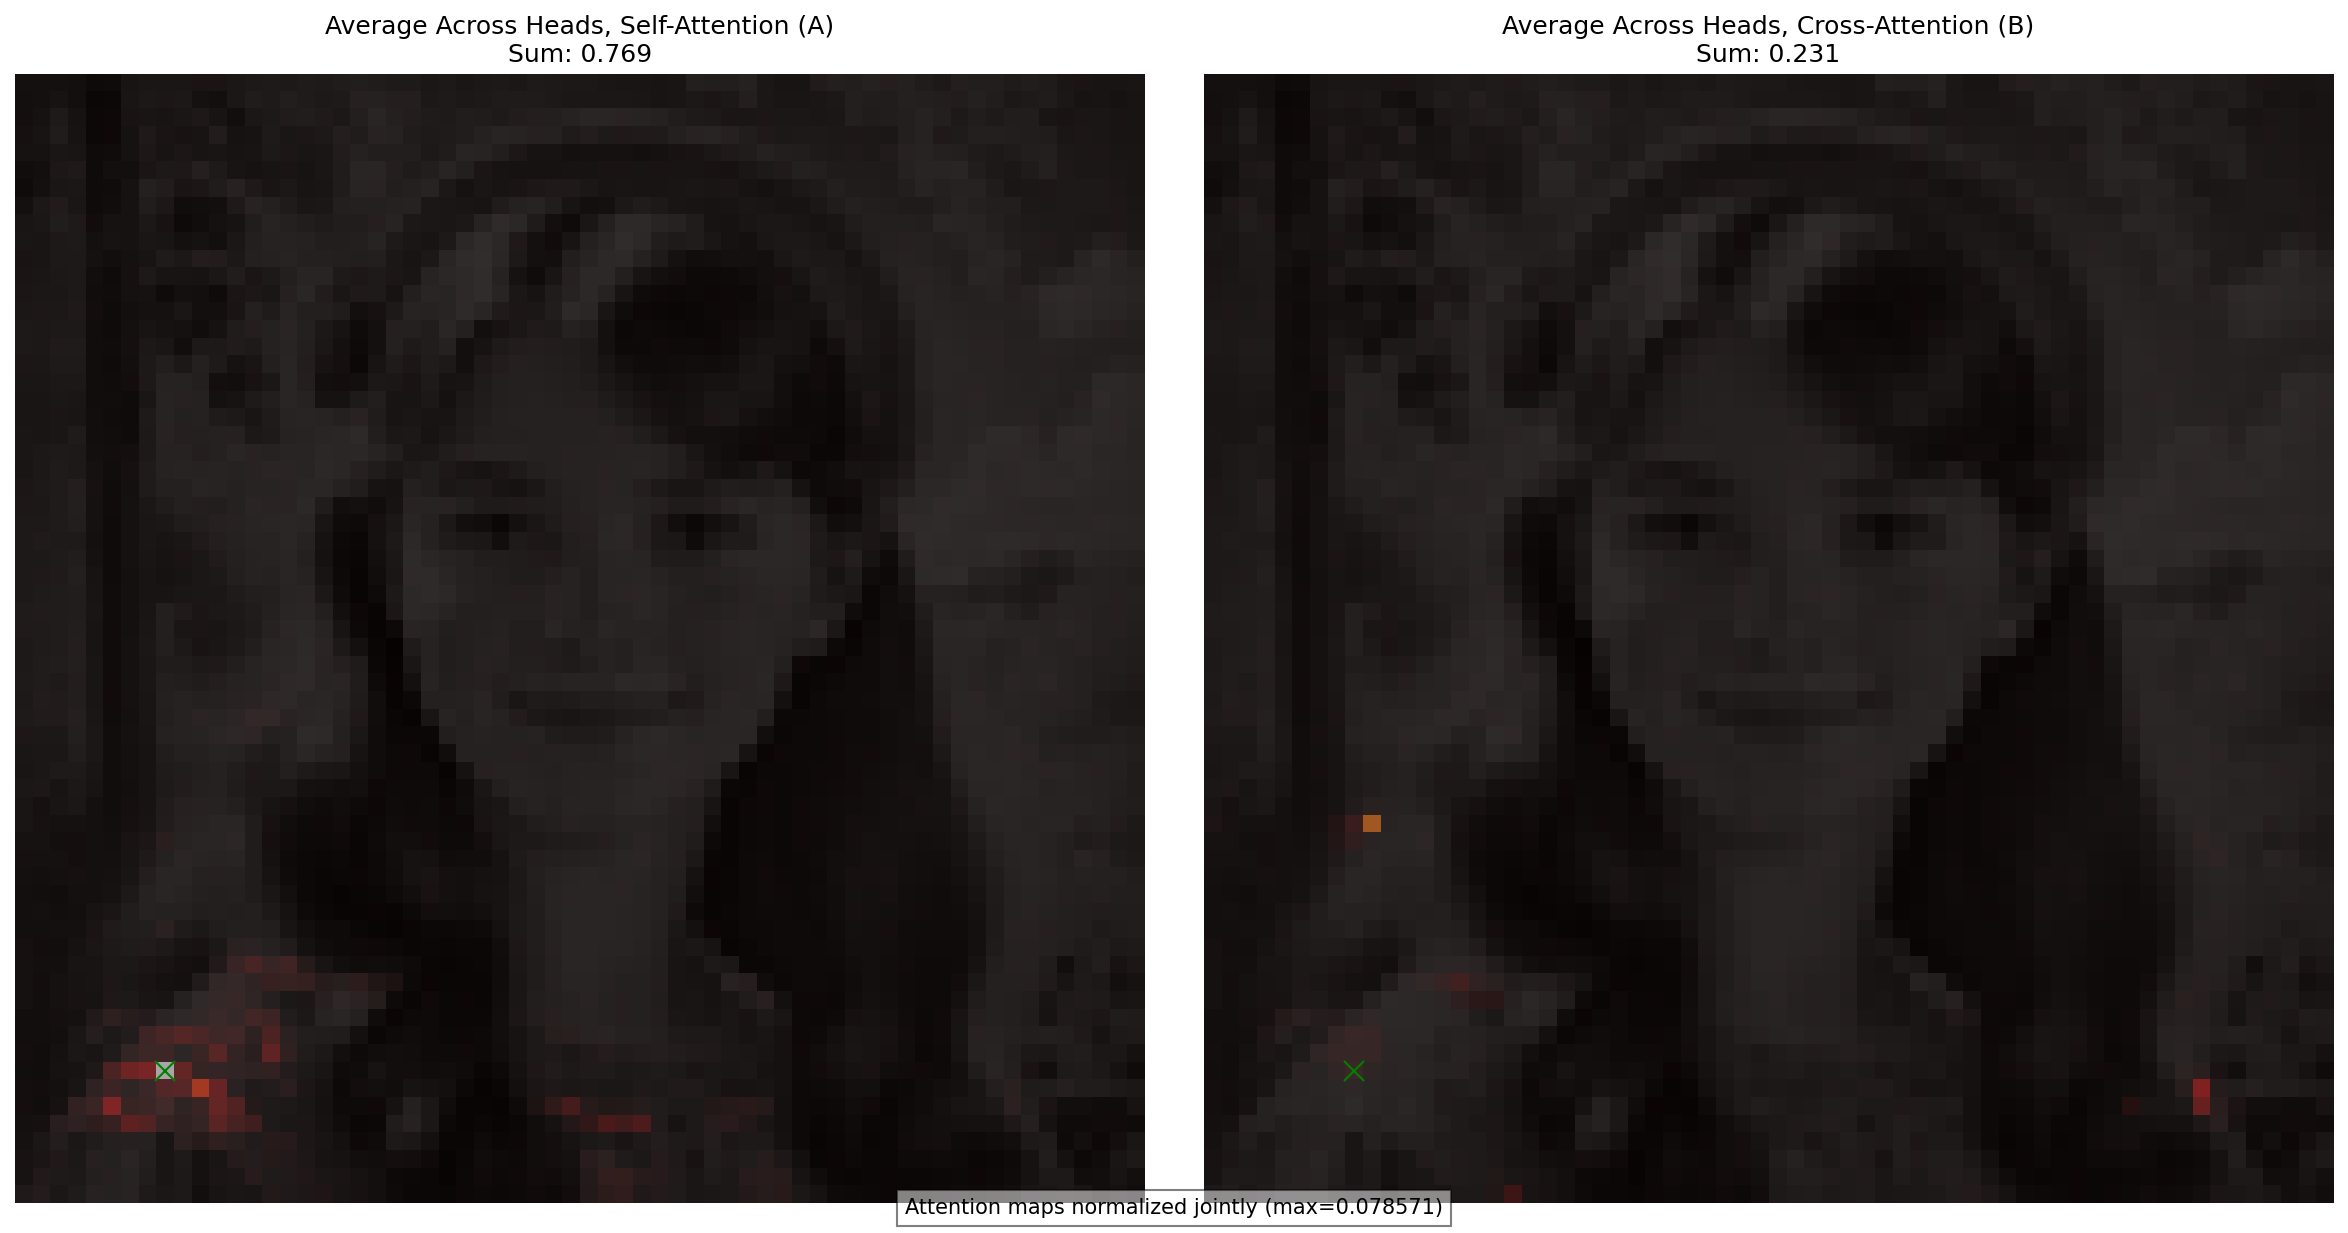 Average Across Heads, Self-Attention (A)
Sum: 0.769
Average Across Heads, Cross-Attention (B)
Sum: 0.231
Attention maps normalized jointly (max=0.078571)